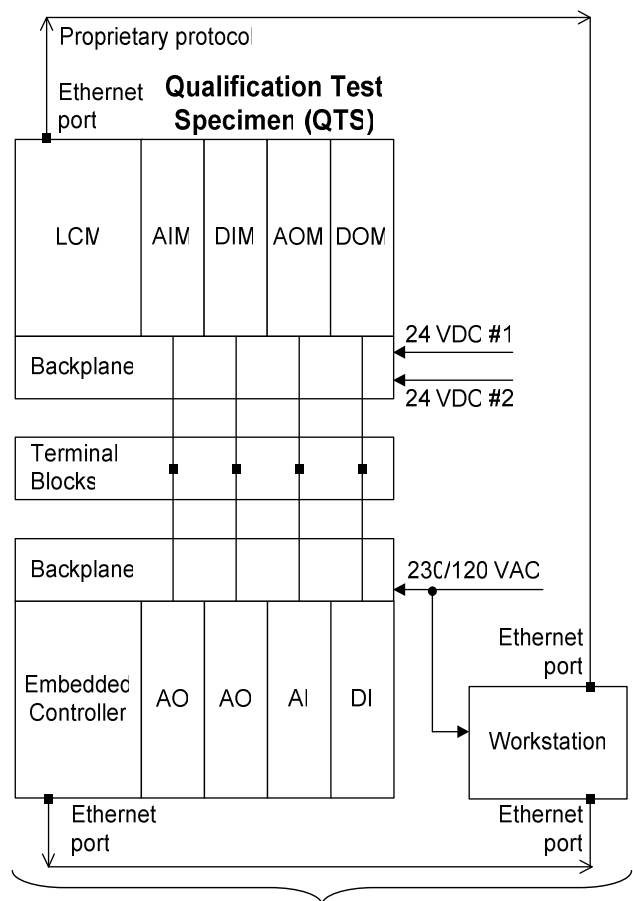 Proprietary protocol
Ethernet
port
Qualification Test
Specimen (QTS)
LCM
AIM
DIM
AOM
DOM
24 VDC #1
Backplane
24 VDC #2
Terminal
Blocks
Backplane
230/120 VAC
Ethernet
port
Embedded
Controller
AO
AO
AI
DI
Workstation
Ethernet
port
Ethernet
port